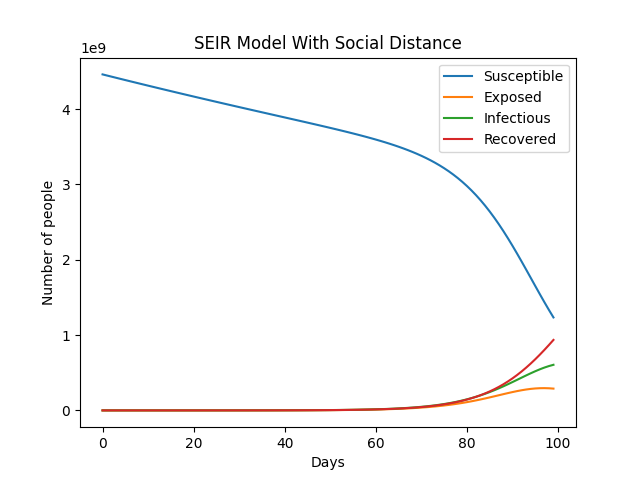 SEIR Model With Social Distance
1e9
Susceptible
Exposed
Infectious
Recovered
Number of people
4
3
2
1
0
0 20 40 60 80 100
Days